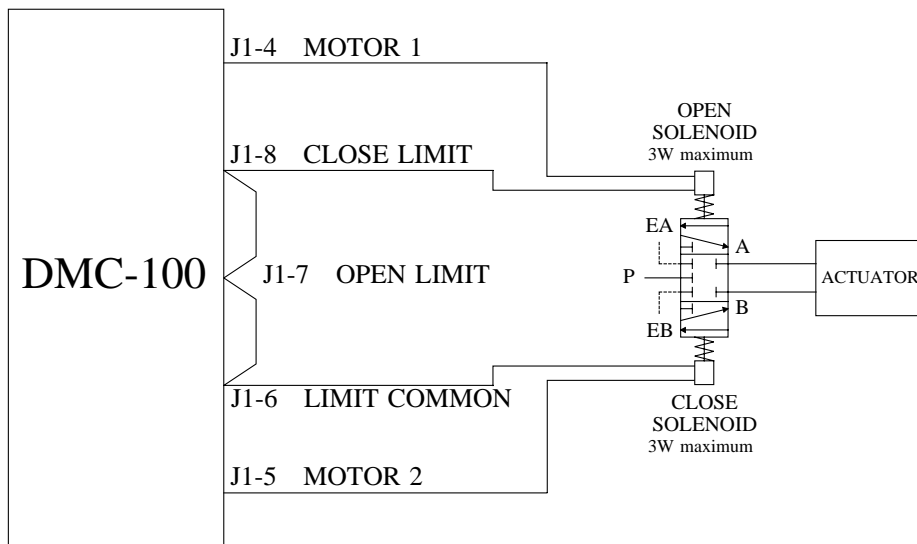 J1-4 MOTOR 1
OPEN
SOLENOID
3W maximum
J1-8 CLOSE LIMIT
EA
A
DMC-100
J1-7 OPEN LIMIT
P
ACTUATOR
B
EB
J1-6 LIMIT COMMON
CLOSE
SOLENOID
3W maximum
J1-5 MOTOR 2